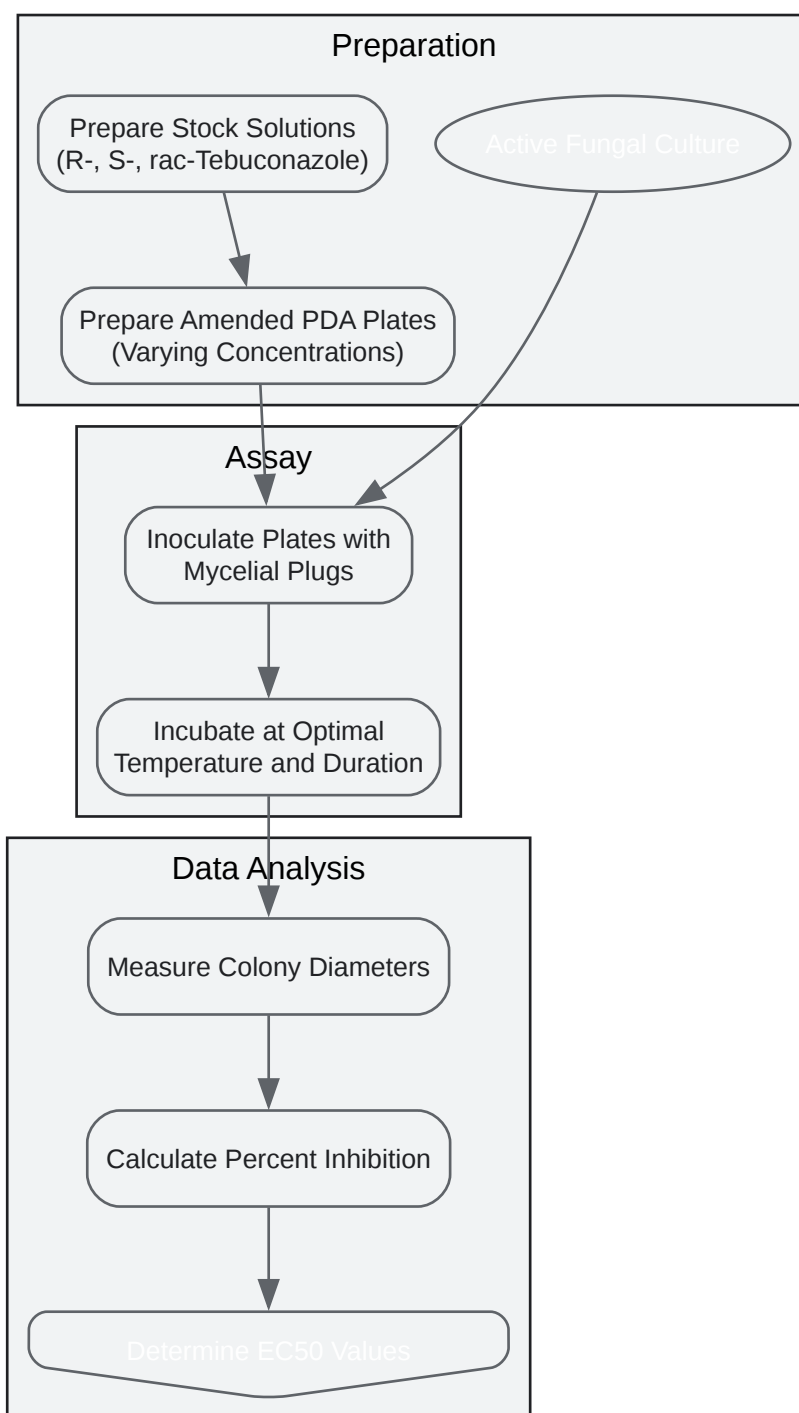 Preparation
Prepare Stock Solutions
(R-, S-, rac-Tebuconazole)
Active Fungal Culture
Prepare Amended PDA Plates
(Varying Concentrations)
Assay
Inoculate Plates with
Mycelial Plugs
Incubate at Optimal
Temperature and Duration
Data Analysis
Measure Colony Diameters
Calculate Percent Inhibition
Determine EC50 Values